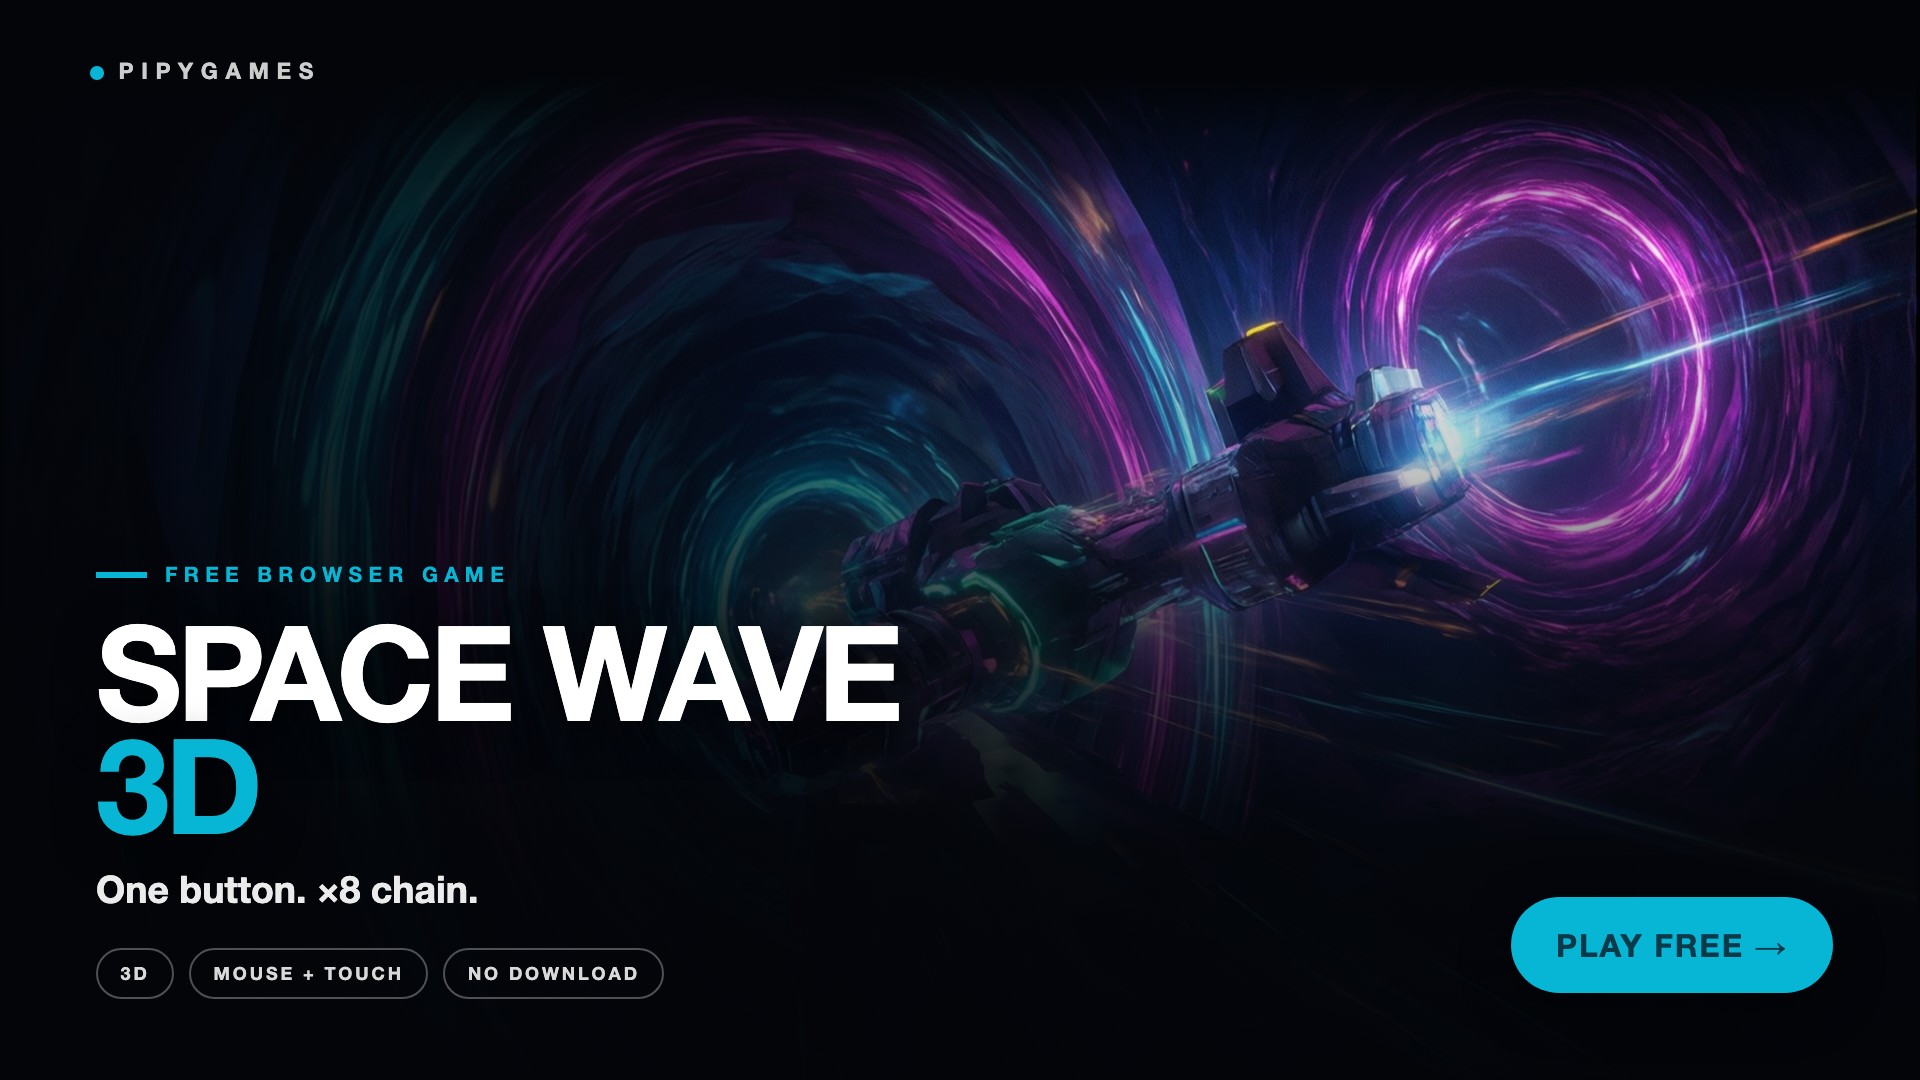 PIPYGAMES
FREE BROWSER GAME
SPACE WAVE
3D
One button. ×8 chain.
3D
MOUSE + TOUCH
NO DOWNLOAD
PLAY FREE →